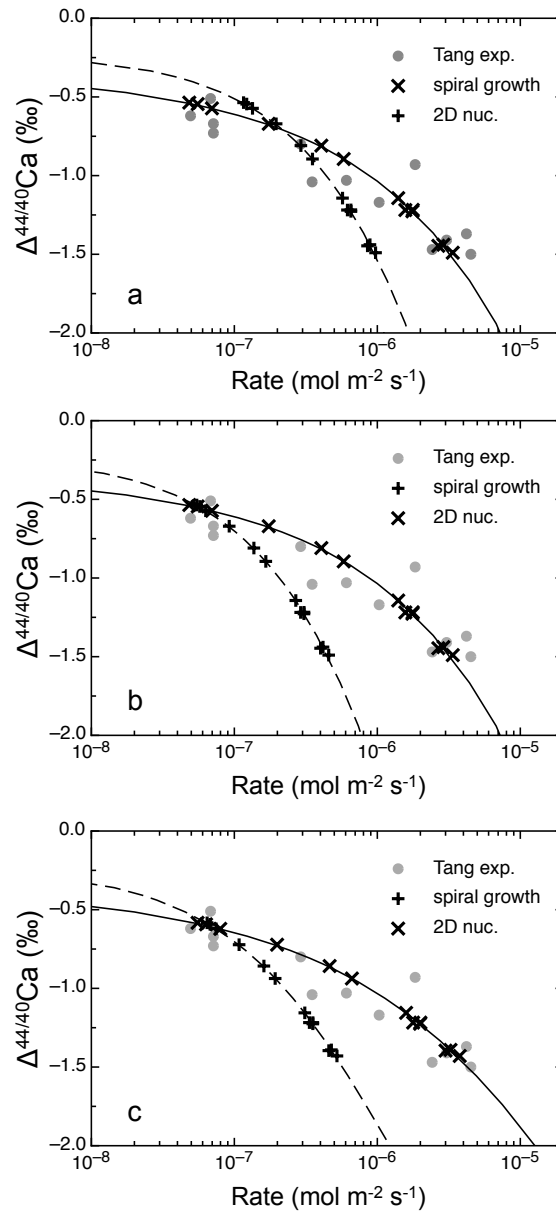 0.0
−0.5
−1.0
−1.5
−2.0
Δ44/40Ca (‰)
Tang exp.
spiral growth
2D nuc.
a
10−8 10−7 10−6 10−5
Rate (mol m-2 s-1)
0.0
−0.5
−1.0
−1.5
−2.0
Δ44/40Ca (‰)
Tang exp.
spiral growth
2D nuc.
b
10−8 10−7 10−6 10−5
Rate (mol m-2 s-1)
0.0
−0.5
−1.0
−1.5
−2.0
Δ44/40Ca (‰)
Tang exp.
spiral growth
2D nuc.
c
10−8 10−7 10−6 10−5
Rate (mol m-2 s-1)